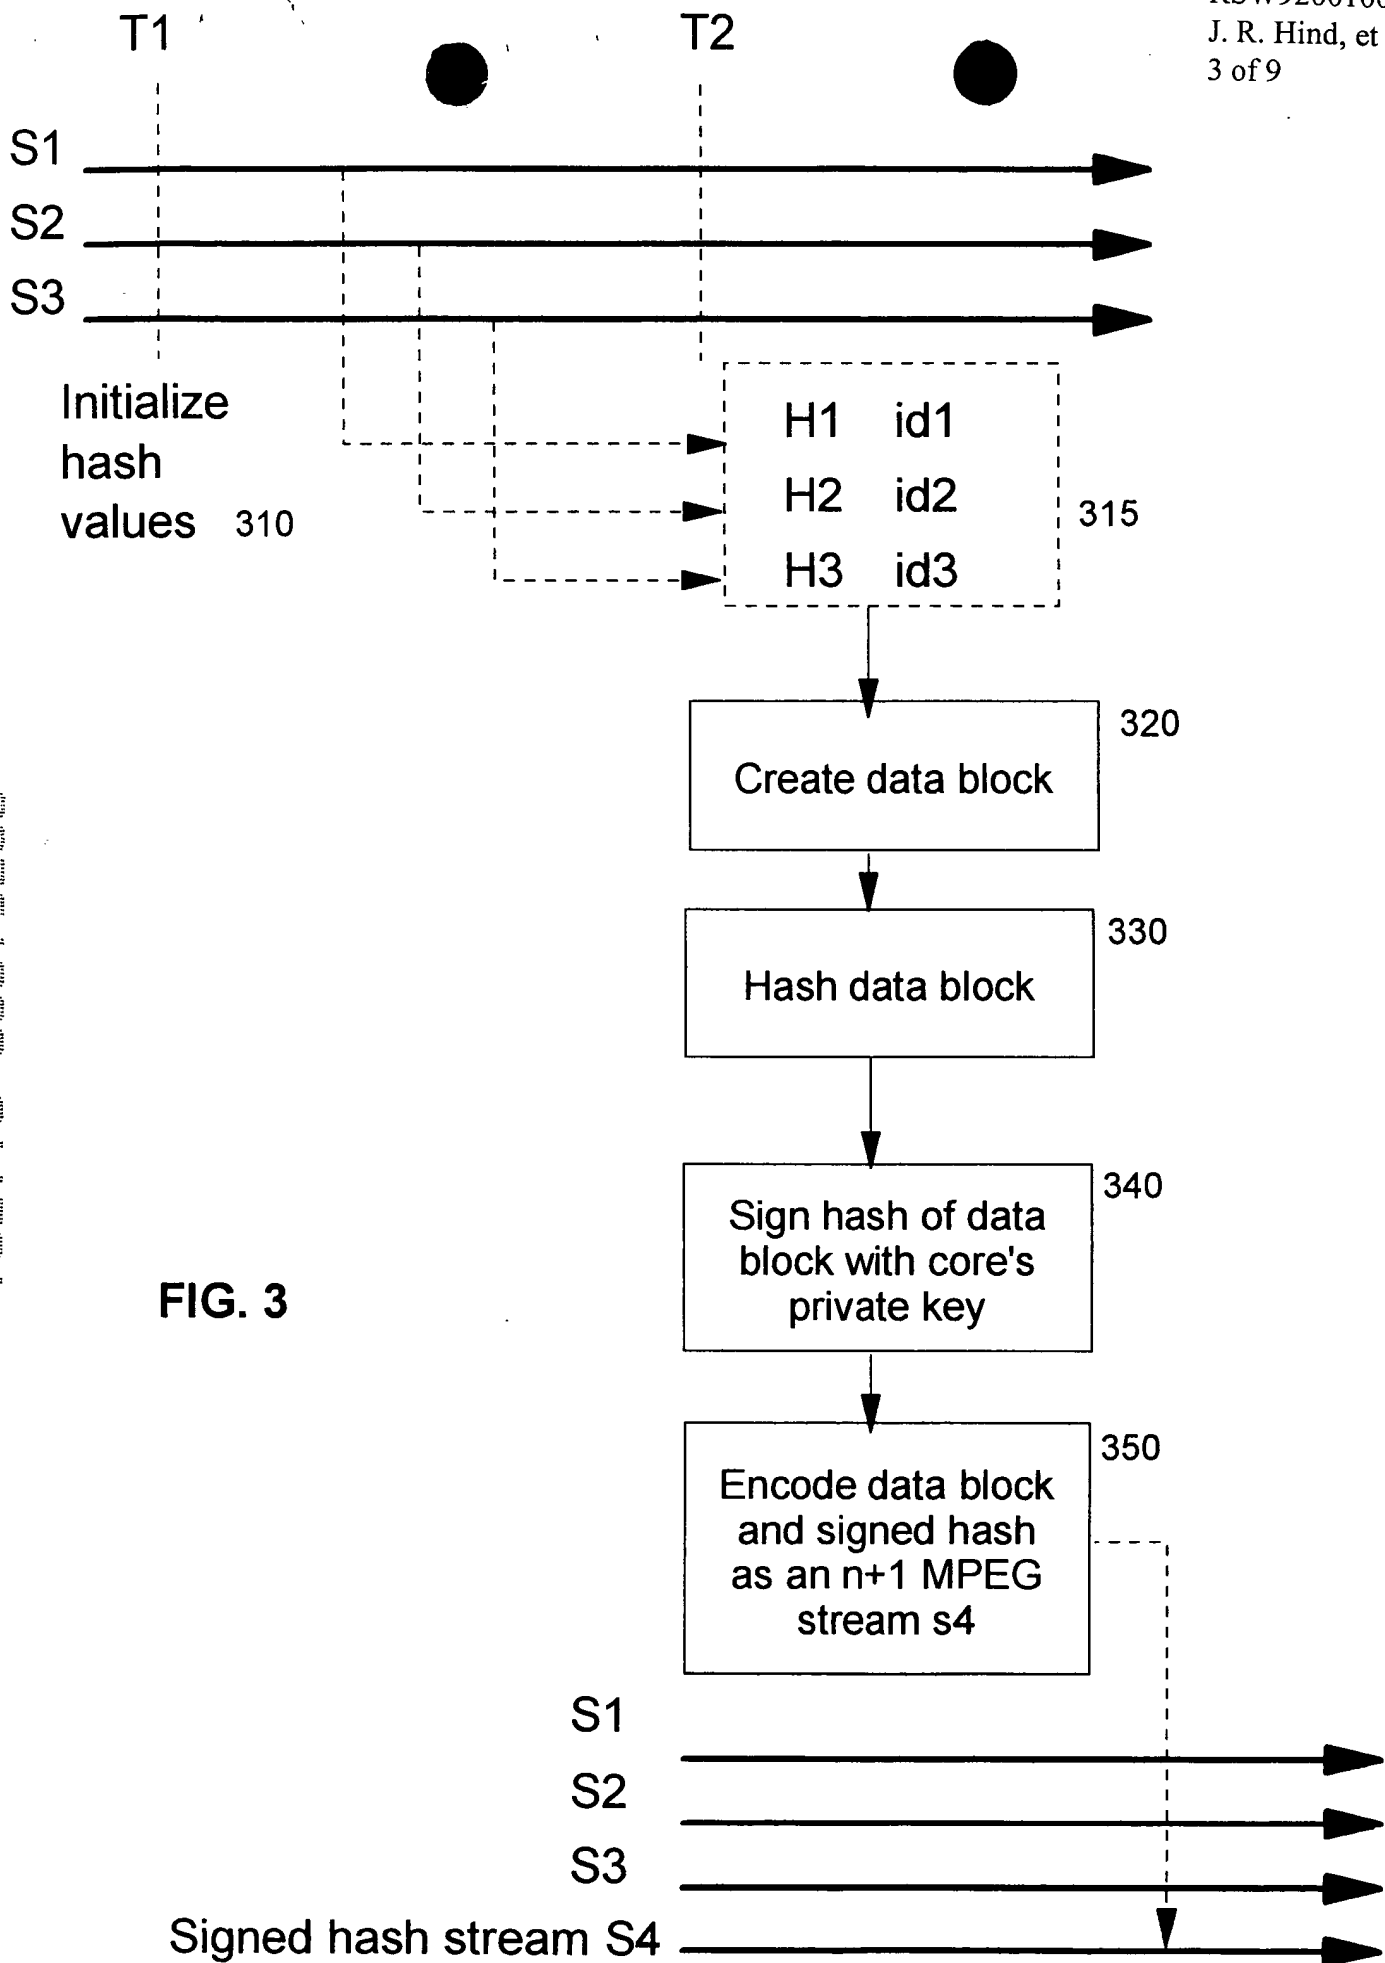 T1
T2
J. R. Hind, et
3 of 9
S1
S2
S3
Initialize
hash
values 310
H1 id1
H2 id2
H3 id3
315
320
Create data block
330
Hash data block
340
Sign hash of data
block with core's
private key
FIG. 3
350
Encode data block
and signed hash
as an n+1 MPEG
stream s4
S1
S2
S3
Signed hash stream S4